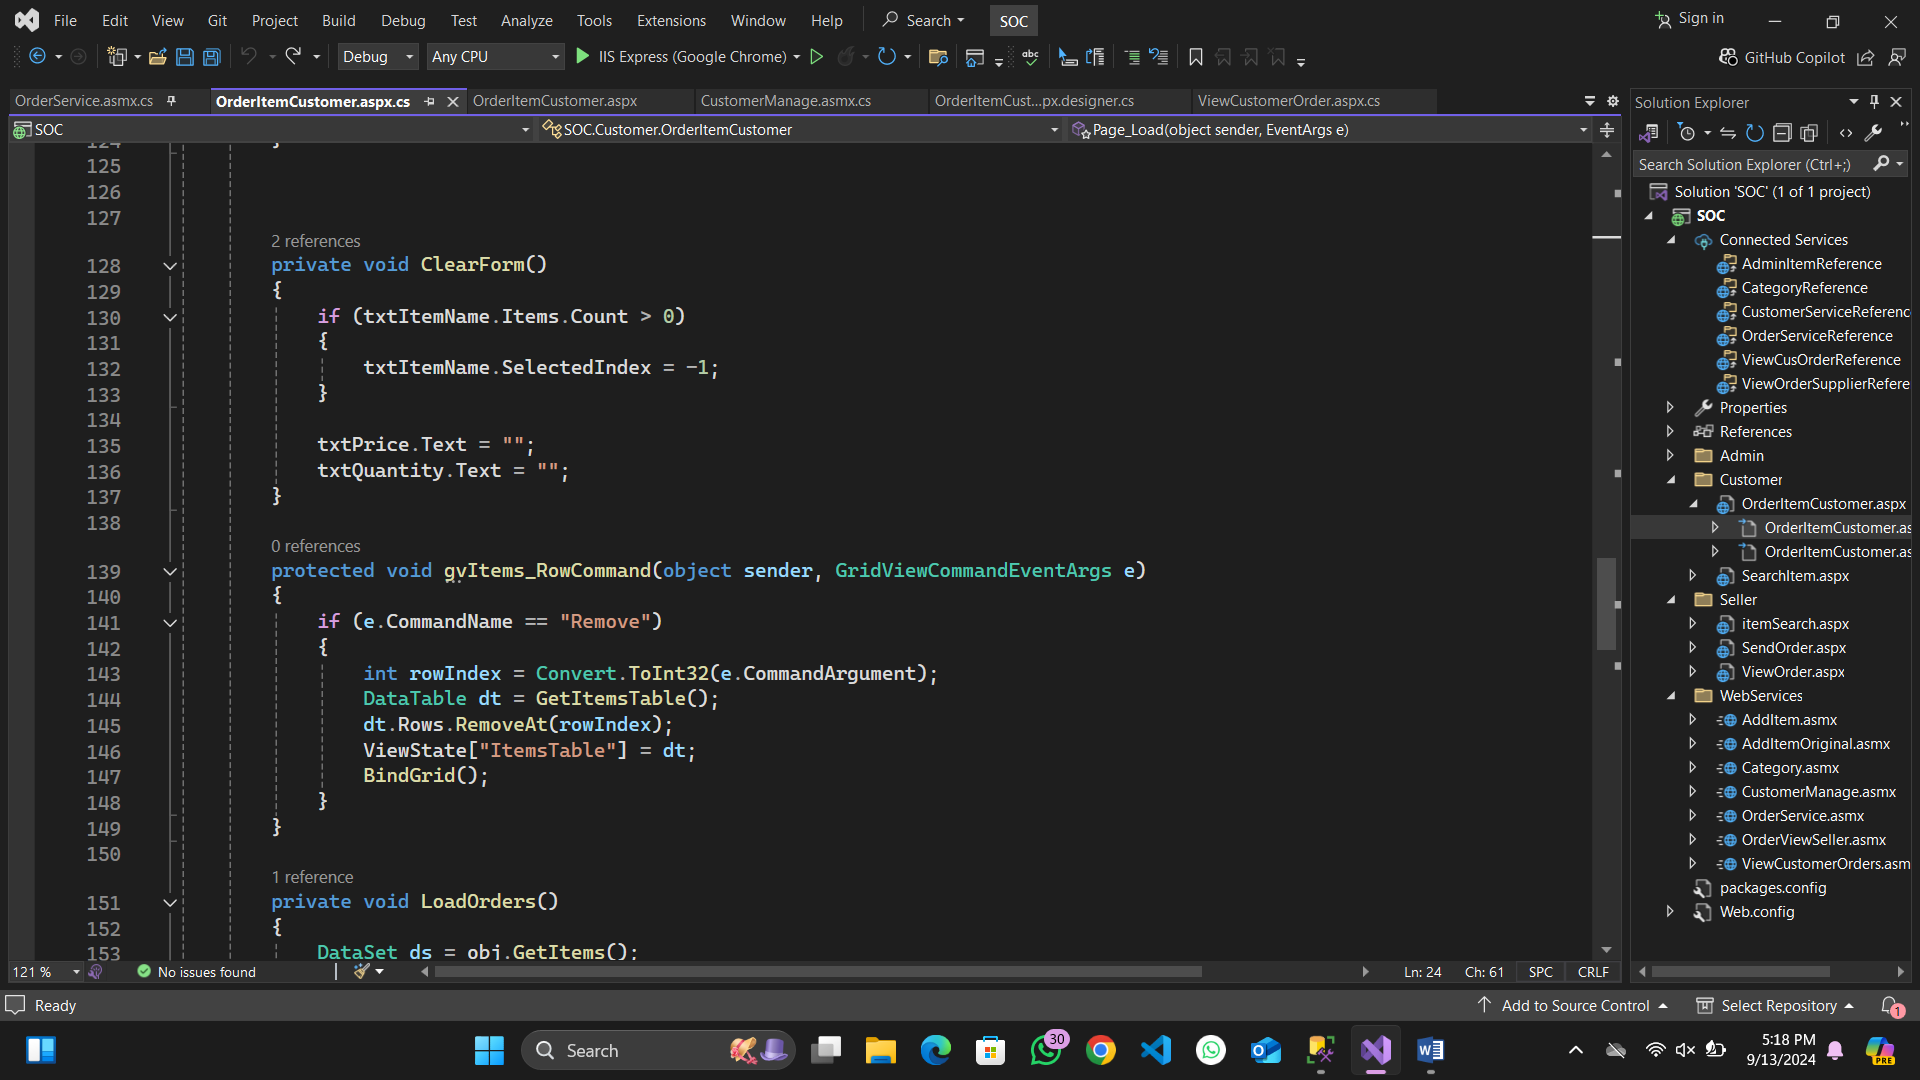 File Edit View Git Project Build Debug Test Analyze Tools Extensions Window Help Search SOC Sign in
Debug Any CPU IIS Express (Google Chrome) GitHub Copilot
OrderService.asmx.cs OrderItemCustomer.aspx.cs OrderItemCustomer.aspx CustomerManage.asmx.cs OrderItemCust...px.designer.cs ViewCustomerOrder.aspx.cs
SOC SOC.Customer.OrderItemCustomer Page_Load(object sender, EventArgs e)
124 }
125
126
127
2 references
128 private void ClearForm()
129 {
130 if (txtItemName.Items.Count > 0)
131 {
132 txtItemName.SelectedIndex = -1;
133 }
134
135 txtPrice.Text = "";
136 txtQuantity.Text = "";
137 }
138
0 references
139 protected void gvItems_RowCommand(object sender, GridViewCommandEventArgs e)
140 {
141 if (e.CommandName == "Remove")
142 {
143 int rowIndex = Convert.ToInt32(e.CommandArgument);
144 DataTable dt = GetItemsTable();
145 dt.Rows.RemoveAt(rowIndex);
146 ViewState["ItemsTable"] = dt;
147 BindGrid();
148 }
149 }
150
1 reference
151 private void LoadOrders()
152 {
153 DataSet ds = obj.GetItems();
121 % No issues found Ln: 24 Ch: 61 SPC CRLF
Solution Explorer
Search Solution Explorer (Ctrl+;)
Solution 'SOC' (1 of 1 project)
SOC
Connected Services
AdminItemReference
CategoryReference
CustomerServiceReferenc
OrderServiceReference
ViewCusOrderReference
ViewOrderSupplierRefere
Properties
References
Admin
Customer
OrderItemCustomer.aspx
OrderItemCustomer.as
OrderItemCustomer.as
SearchItem.aspx
Seller
itemSearch.aspx
SendOrder.aspx
ViewOrder.aspx
WebServices
AddItem.asmx
AddItemOriginal.asmx
Category.asmx
CustomerManage.asmx
OrderService.asmx
OrderViewSeller.asmx
ViewCustomerOrders.asm
packages.config
Web.config
Ready Add to Source Control Select Repository 1
Search 30 5:18 PM
9/13/2024 PRE